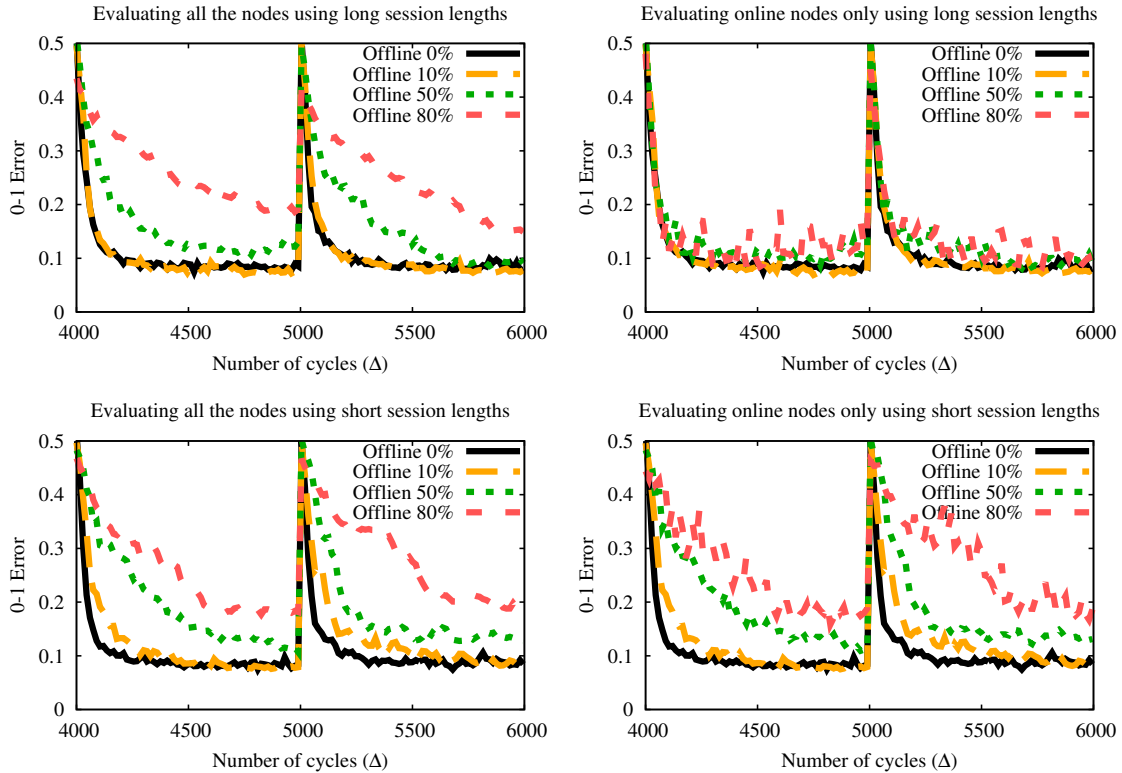 Evaluating all the nodes using long session lengths
0.5
0.4
0.3
0.2
0.1
0
0-1 Error
Offline 0%
Offline 10%
Offline 50%
Offline 80%
4000
4500
5000
5500
6000
Number of cycles (Δ)
Evaluating online nodes only using long session lengths
0.5
0.4
0.3
0.2
0.1
0
0-1 Error
Offline 0%
Offline 10%
Offline 50%
Offline 80%
4000
4500
5000
5500
6000
Number of cycles (Δ)
Evaluating all the nodes using short session lengths
0.5
0.4
0.3
0.2
0.1
0
0-1 Error
Offline 0%
Offline 10%
Offlien 50%
Offline 80%
4000
4500
5000
5500
6000
Number of cycles (Δ)
Evaluating online nodes only using short session lengths
0.5
0.4
0.3
0.2
0.1
0
0-1 Error
Offline 0%
Offline 10%
Offline 50%
Offline 80%
4000
4500
5000
5500
6000
Number of cycles (Δ)